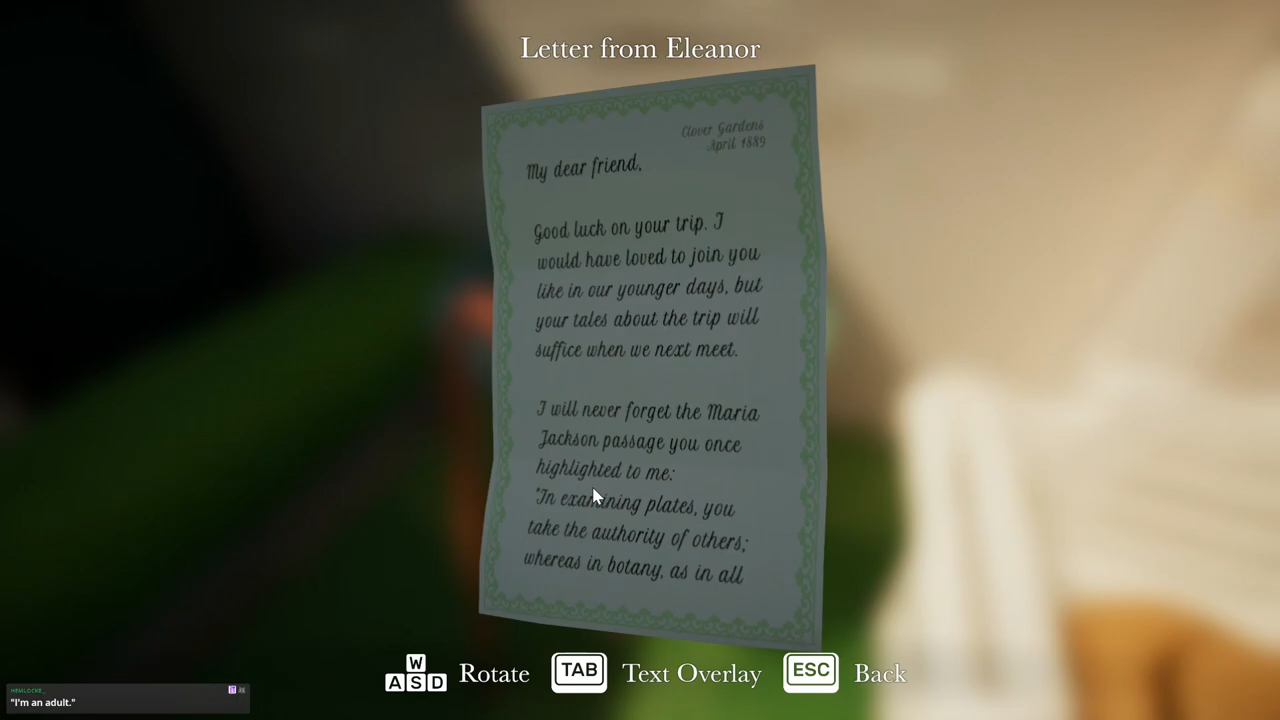 Letter from Eleanor
Clover Gardens
April 1889
My dear friend,
Good luck on your trip. I
would have loved to join you
like in our younger days, but
your tales about the trip will
suffice when we next meet.
I will never forget the Maria
Jackson passage you once
highlighted to me:
"In examining plates, you
take the authority of others;
whereas in botany, as in all
W
A S D
Rotate
TAB
Text Overlay
ESC
Back
HEMLOCKE_
"I'm an adult."